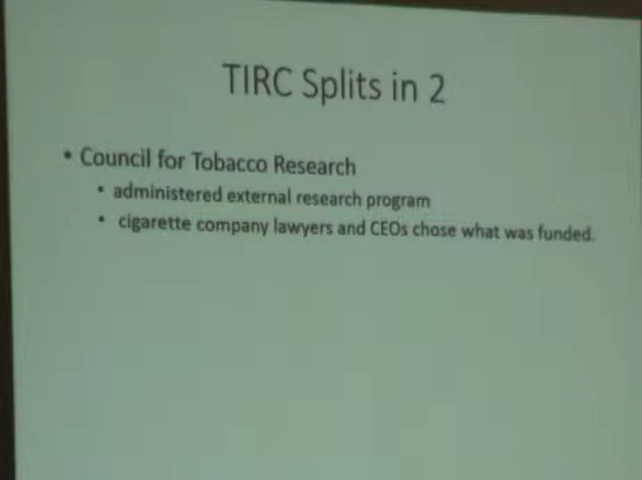 TIRC Splits in 2
• Council for Tobacco Research
• administered external research program
• cigarette company lawyers and CEOs chose what was funded.